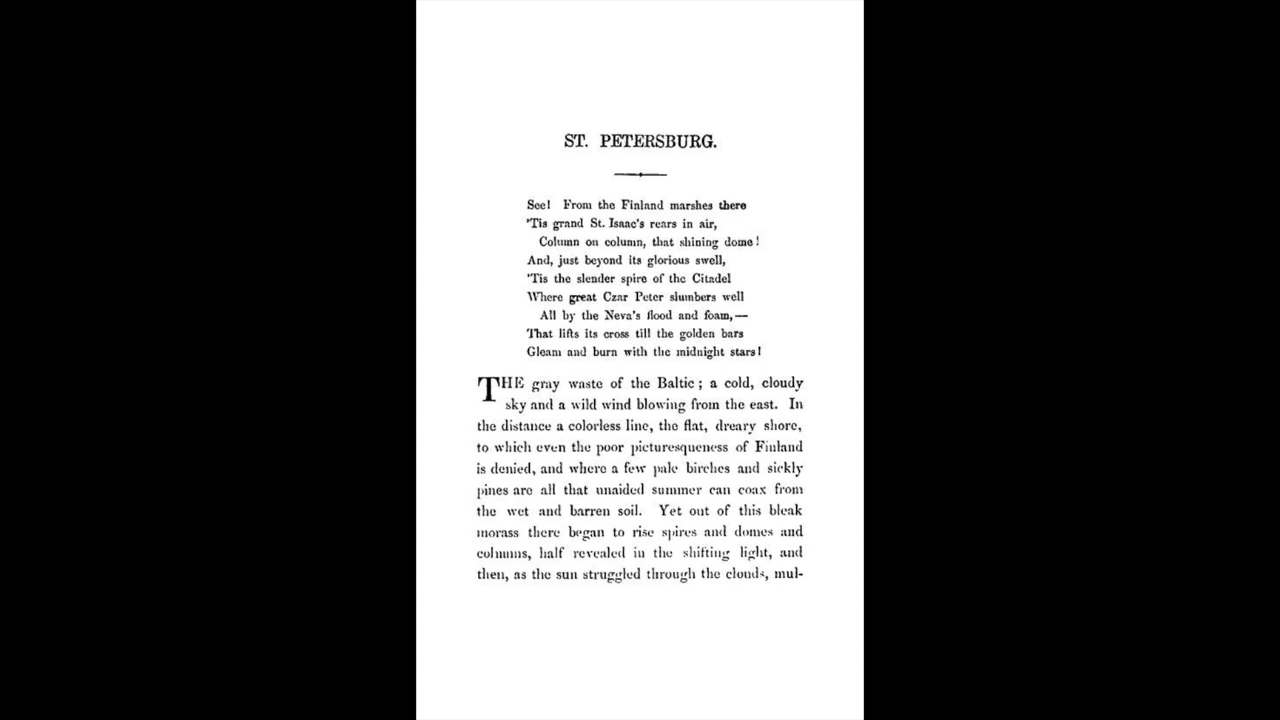 ST. PETERSBURG.
See! From the Finland marshes there
'Tis grand St. Isaac's rears in air,
Column on column, that shining dome!
And, just beyond its glorious swell,
'Tis the slender spire of the Citadel
Where great Czar Peter slumbers well
All by the Neva's flood and foam,—
That lifts its cross till the golden bars
Gleam and burn with the midnight stars!
THE gray waste of the Baltic; a cold, cloudy
sky and a wild wind blowing from the east. In
the distance a colorless line, the flat, dreary shore,
to which even the poor picturesqueness of Finland
is denied, and where a few pale birches and sickly
pines are all that unaided summer can coax from
the wet and barren soil. Yet out of this bleak
morass there began to rise spires and domes and
columns, half revealed in the shifting light, and
then, as the sun struggled through the clouds, mul-